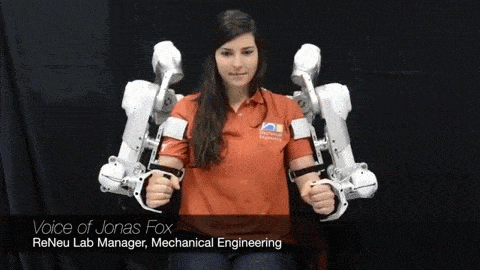 Voice of Jonas Fox
ReNeu Lab Manager, Mechanical Engineering